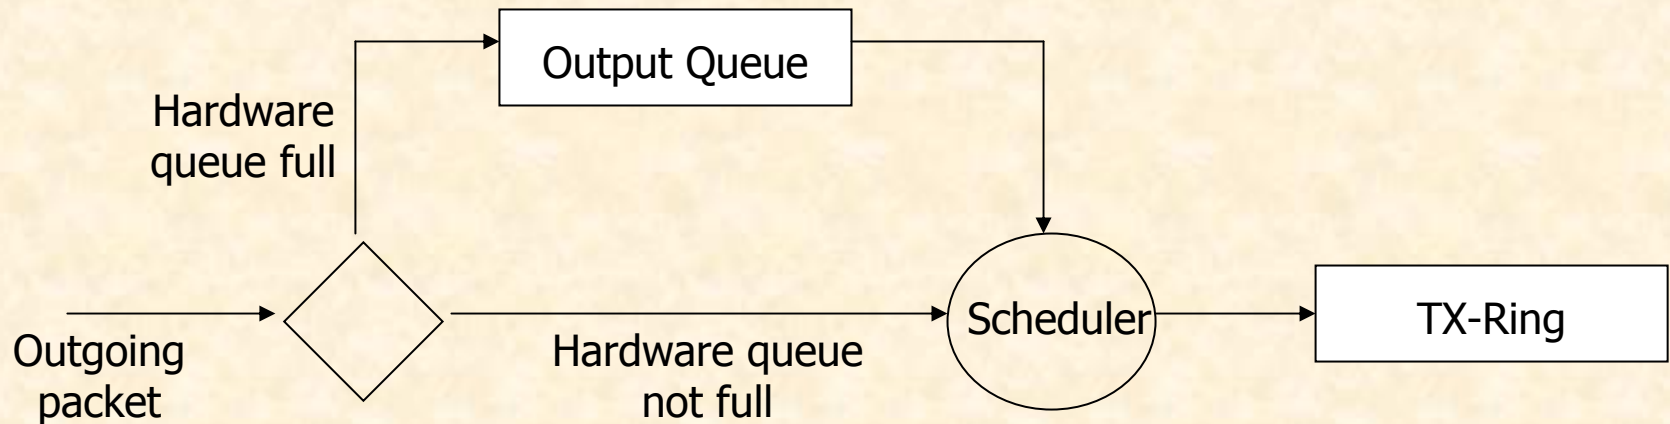 Output Queue
Hardware
queue full
Scheduler
TX-Ring
Outgoing
packet
Hardware queue
not full